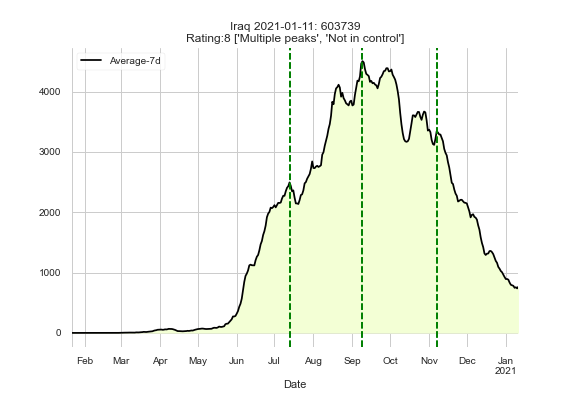 Iraq 2021-01-11: 603739
Rating:8 ['Multiple peaks', 'Not in control']
Average-7d
4000
3000
2000
1000
0
Feb Mar Apr May Jun Jul Aug Sep Oct Nov Dec Jan
2021
Date